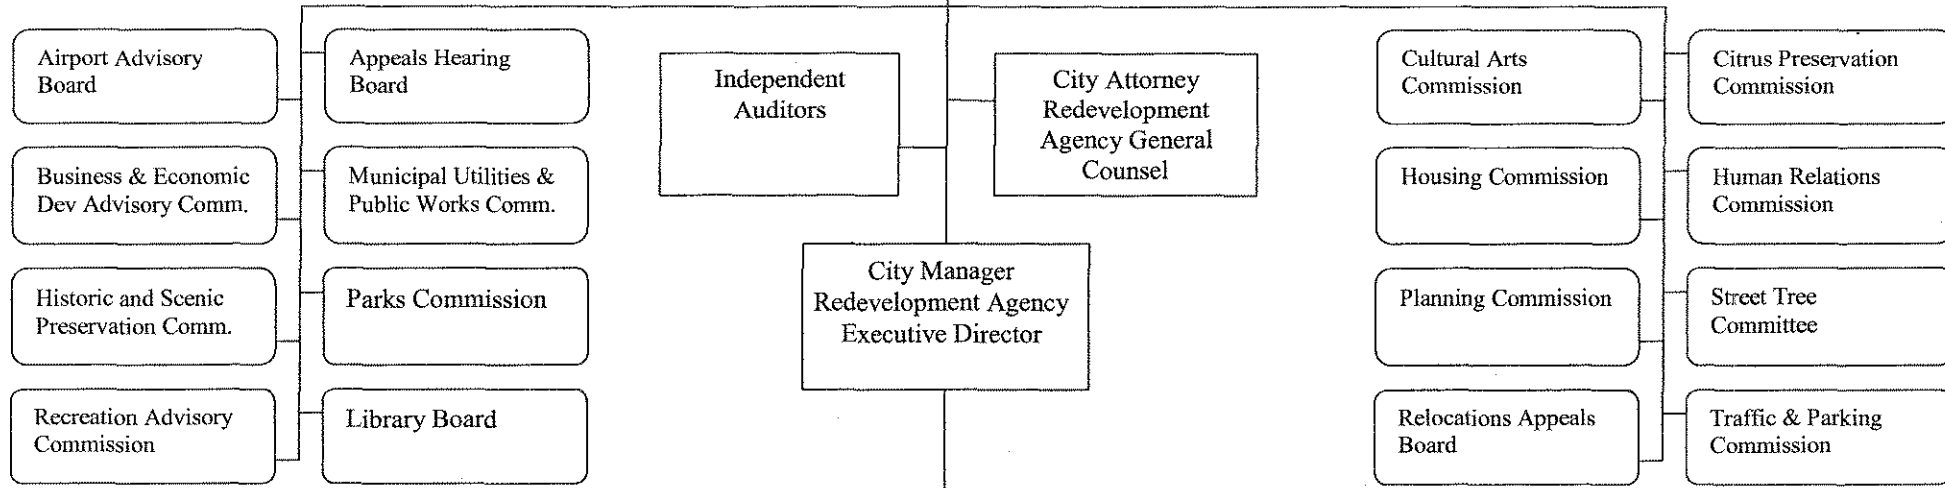 Airport Advisory
Board
Appeals Hearing
Board
Independent
Auditors
City Attorney
Redevelopment
Agency General
Counsel
Cultural Arts
Commission
Citrus Preservation
Commission
Business & Economic
Dev Advisory Comm.
Municipal Utilities &
Public Works Comm.
Housing Commission
Human Relations
Commission
City Manager
Redevelopment Agency
Executive Director
Historic and Scenic
Preservation Comm.
Parks Commission
Planning Commission
Street Tree
Committee
Recreation Advisory
Commission
Library Board
Relocations Appeals
Board
Traffic & Parking
Commission